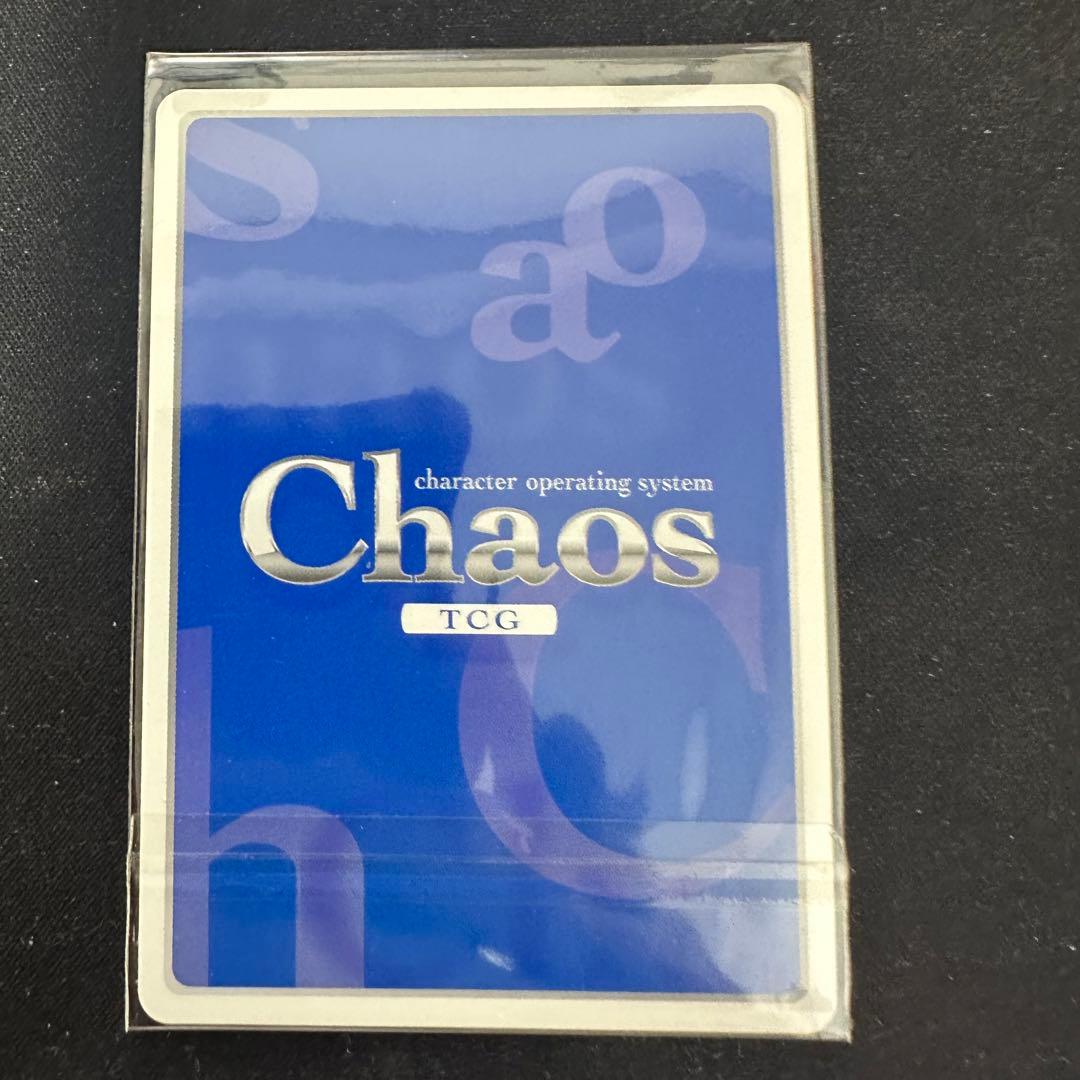 s
o
a
character operating system
Chaos
TCG
C
h